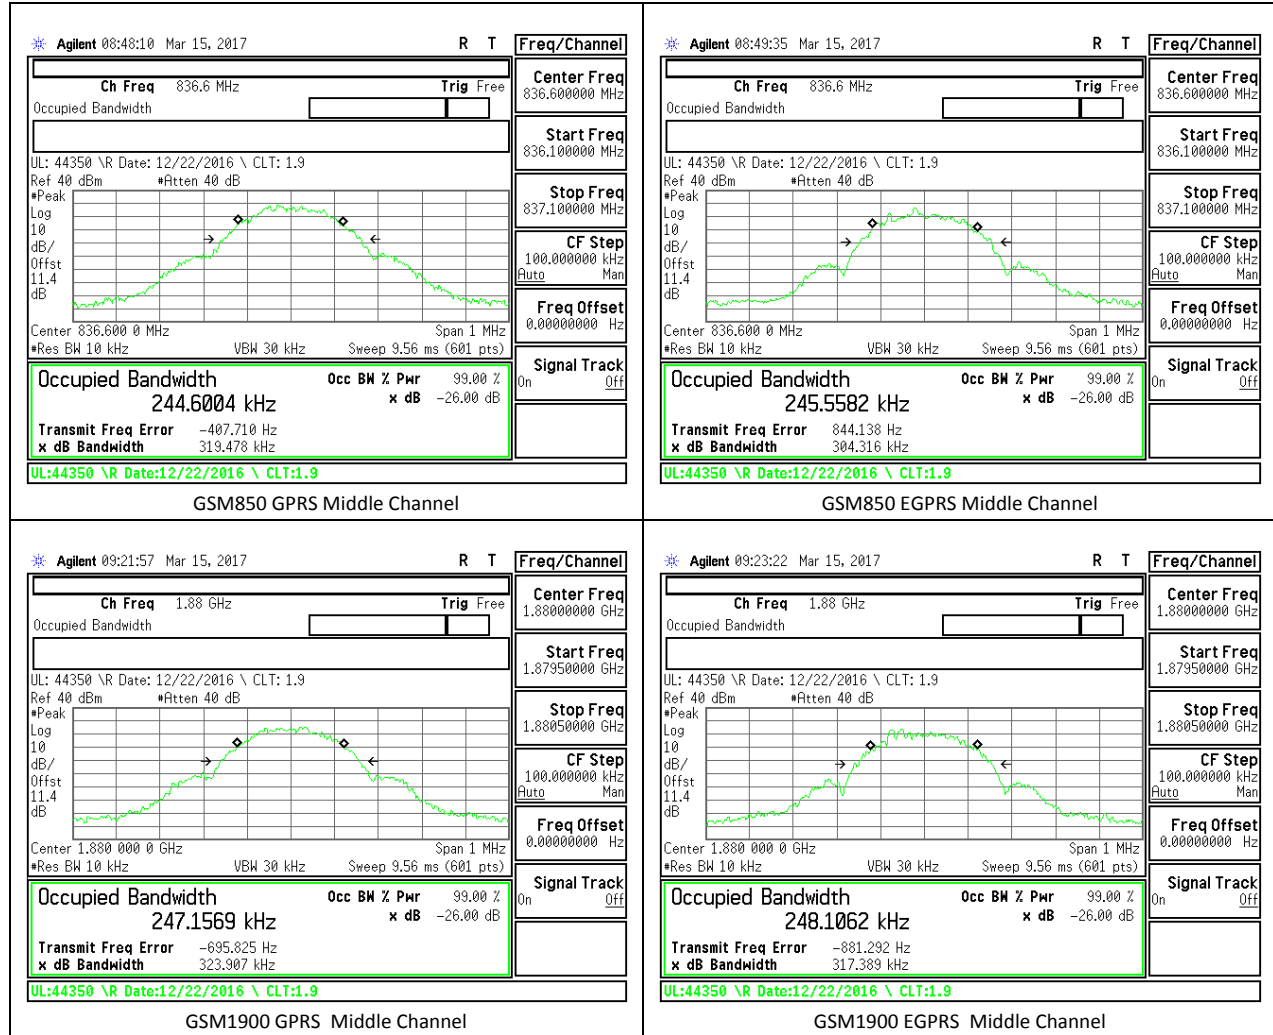 Agilent 08:48:10 Mar 15, 2017 R T Freq/Channel
Ch Freq 836.6 MHz Trig Free
Occupied Bandwidth
Center Freq
836.600000 MHz
Start Freq
836.100000 MHz
UL: 44350 \R Date: 12/22/2016 \ CLT: 1.9
Ref 40 dBm #Atten 40 dB
#Peak
Log
10
dB/
Offst
11.4
dB
Stop Freq
837.100000 MHz
CF Step
100.000000 kHz
Auto Man
Freq Offset
0.00000000 Hz
Center 836.600 0 MHz Span 1 MHz
#Res BW 10 kHz VBW 30 kHz Sweep 9.56 ms (601 pts)
Signal Track
On Off
Occupied Bandwidth Occ BW % Pwr 99.00 %
244.6004 kHz x dB -26.00 dB
Transmit Freq Error -407.710 Hz
x dB Bandwidth 319.478 kHz
UL:44350 \R Date:12/22/2016 \ CLT:1.9
GSM850 GPRS Middle Channel
Agilent 08:49:35 Mar 15, 2017 R T Freq/Channel
Ch Freq 836.6 MHz Trig Free
Occupied Bandwidth
Center Freq
836.600000 MHz
Start Freq
836.100000 MHz
UL: 44350 \R Date: 12/22/2016 \ CLT: 1.9
Ref 40 dBm #Atten 40 dB
#Peak
Log
10
dB/
Offst
11.4
dB
Stop Freq
837.100000 MHz
CF Step
100.000000 kHz
Auto Man
Freq Offset
0.00000000 Hz
Center 836.600 0 MHz Span 1 MHz
#Res BW 10 kHz VBW 30 kHz Sweep 9.56 ms (601 pts)
Signal Track
On Off
Occupied Bandwidth Occ BW % Pwr 99.00 %
245.5582 kHz x dB -26.00 dB
Transmit Freq Error 844.138 Hz
x dB Bandwidth 304.316 kHz
UL:44350 \R Date:12/22/2016 \ CLT:1.9
GSM850 EGPRS Middle Channel
Agilent 09:21:57 Mar 15, 2017 R T Freq/Channel
Ch Freq 1.88 GHz Trig Free
Occupied Bandwidth
Center Freq
1.88000000 GHz
Start Freq
1.87950000 GHz
UL: 44350 \R Date: 12/22/2016 \ CLT: 1.9
Ref 40 dBm #Atten 40 dB
#Peak
Log
10
dB/
Offst
11.4
dB
Stop Freq
1.88050000 GHz
CF Step
100.000000 kHz
Auto Man
Freq Offset
0.00000000 Hz
Center 1.880 000 0 GHz Span 1 MHz
#Res BW 10 kHz VBW 30 kHz Sweep 9.56 ms (601 pts)
Signal Track
On Off
Occupied Bandwidth Occ BW % Pwr 99.00 %
247.1569 kHz x dB -26.00 dB
Transmit Freq Error -695.825 Hz
x dB Bandwidth 323.907 kHz
UL:44350 \R Date:12/22/2016 \ CLT:1.9
GSM1900 GPRS Middle Channel
Agilent 09:23:22 Mar 15, 2017 R T Freq/Channel
Ch Freq 1.88 GHz Trig Free
Occupied Bandwidth
Center Freq
1.88000000 GHz
Start Freq
1.87950000 GHz
UL: 44350 \R Date: 12/22/2016 \ CLT: 1.9
Ref 40 dBm #Atten 40 dB
#Peak
Log
10
dB/
Offst
11.4
dB
Stop Freq
1.88050000 GHz
CF Step
100.000000 kHz
Auto Man
Freq Offset
0.00000000 Hz
Center 1.880 000 0 GHz Span 1 MHz
#Res BW 10 kHz VBW 30 kHz Sweep 9.56 ms (601 pts)
Signal Track
On Off
Occupied Bandwidth Occ BW % Pwr 99.00 %
248.1062 kHz x dB -26.00 dB
Transmit Freq Error -881.292 Hz
x dB Bandwidth 317.389 kHz
UL:44350 \R Date:12/22/2016 \ CLT:1.9
GSM1900 EGPRS Middle Channel